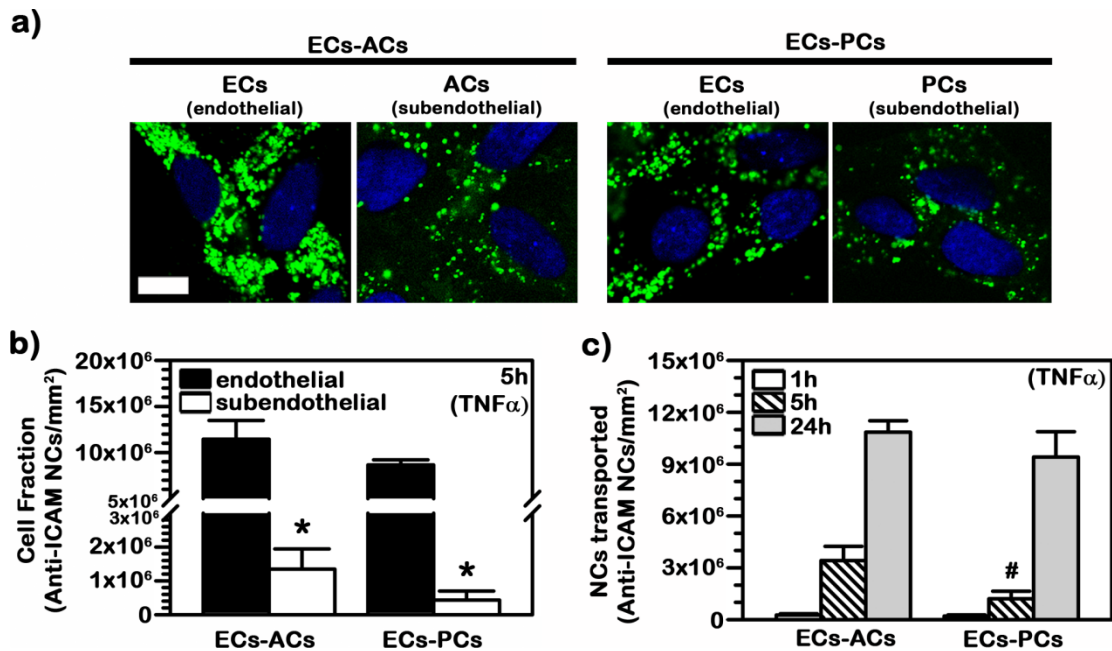 a)
ECs-ACs
ECs-PCs
ECs
(endothelial)
ACs
(subendothelial)
ECs
(endothelial)
PCs
(subendothelial)
b)
Cell Fraction
(Anti-ICAM NCs/mm²)
20x10⁶
15x10⁶
10x10⁶
5x10⁶
3x10⁶
2x10⁶
1x10⁶
0
endothelial
subendothelial
5h
(TNFα)
*
*
ECs-ACs
ECs-PCs
c)
NCs transported
(Anti-ICAM NCs/mm²)
15x10⁶
12x10⁶
9x10⁶
6x10⁶
3x10⁶
0
1h
5h
24h
(TNFα)
#
ECs-ACs
ECs-PCs